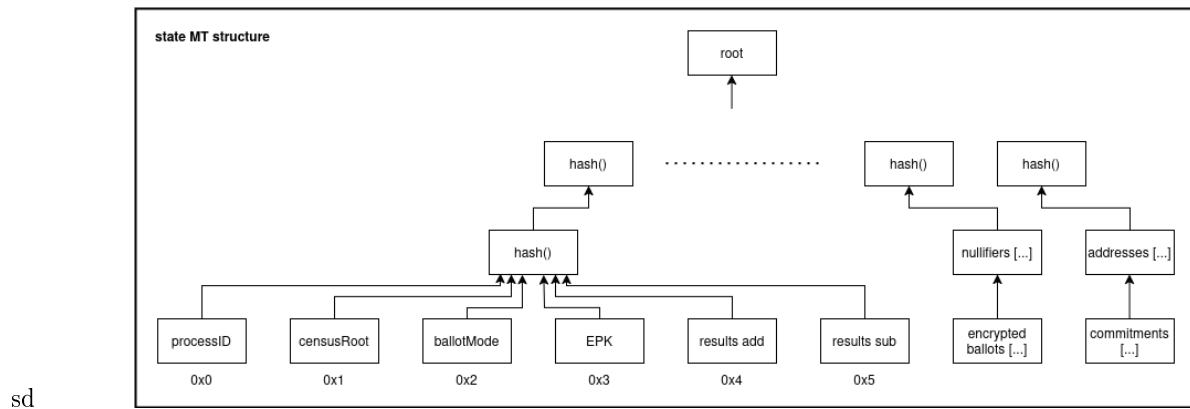 state MT structure
root
hash()
hash()
hash()
hash()
nullifiers [...]
addresses [...]
processID
censusRoot
ballotMode
EPK
results add
results sub
encrypted
ballots [...]
commitments
[...]
0x0
0x1
0x2
0x3
0x4
0x5
sd